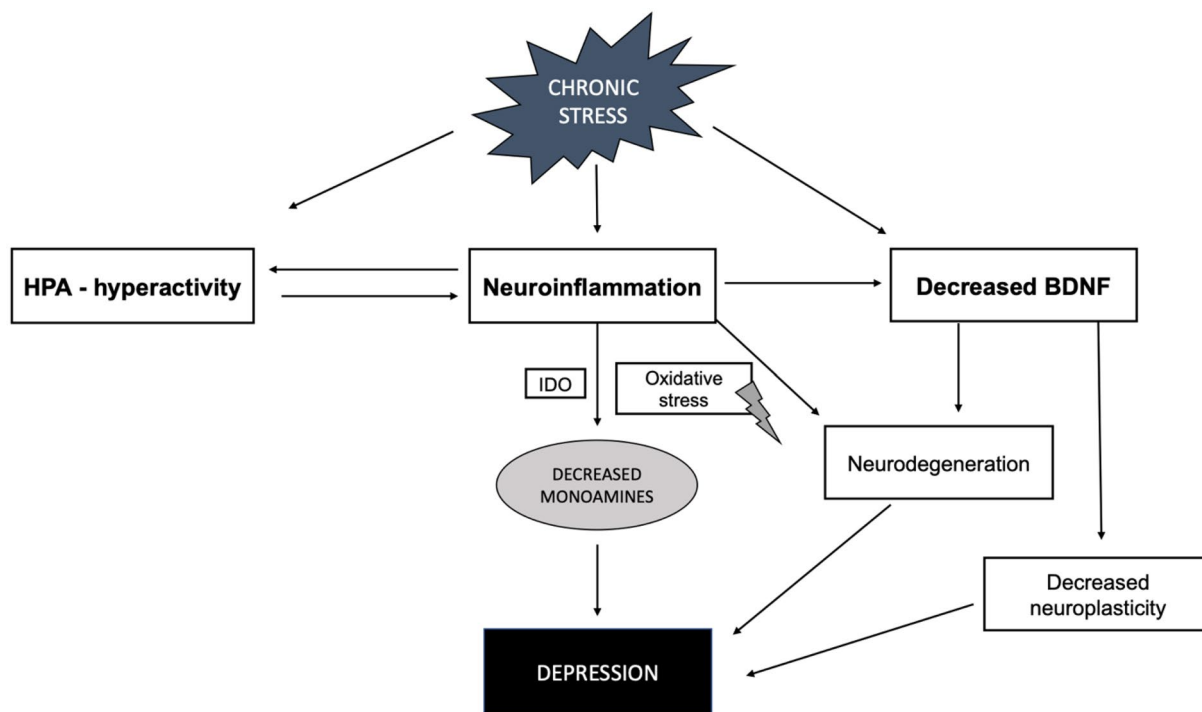 CHRONIC
STRESS
HPA - hyperactivity
Neuroinflammation
Decreased BDNF
IDO
Oxidative
stress
Neurodegeneration
DECREASED
MONOAMINES
Decreased
neuroplasticity
DEPRESSION